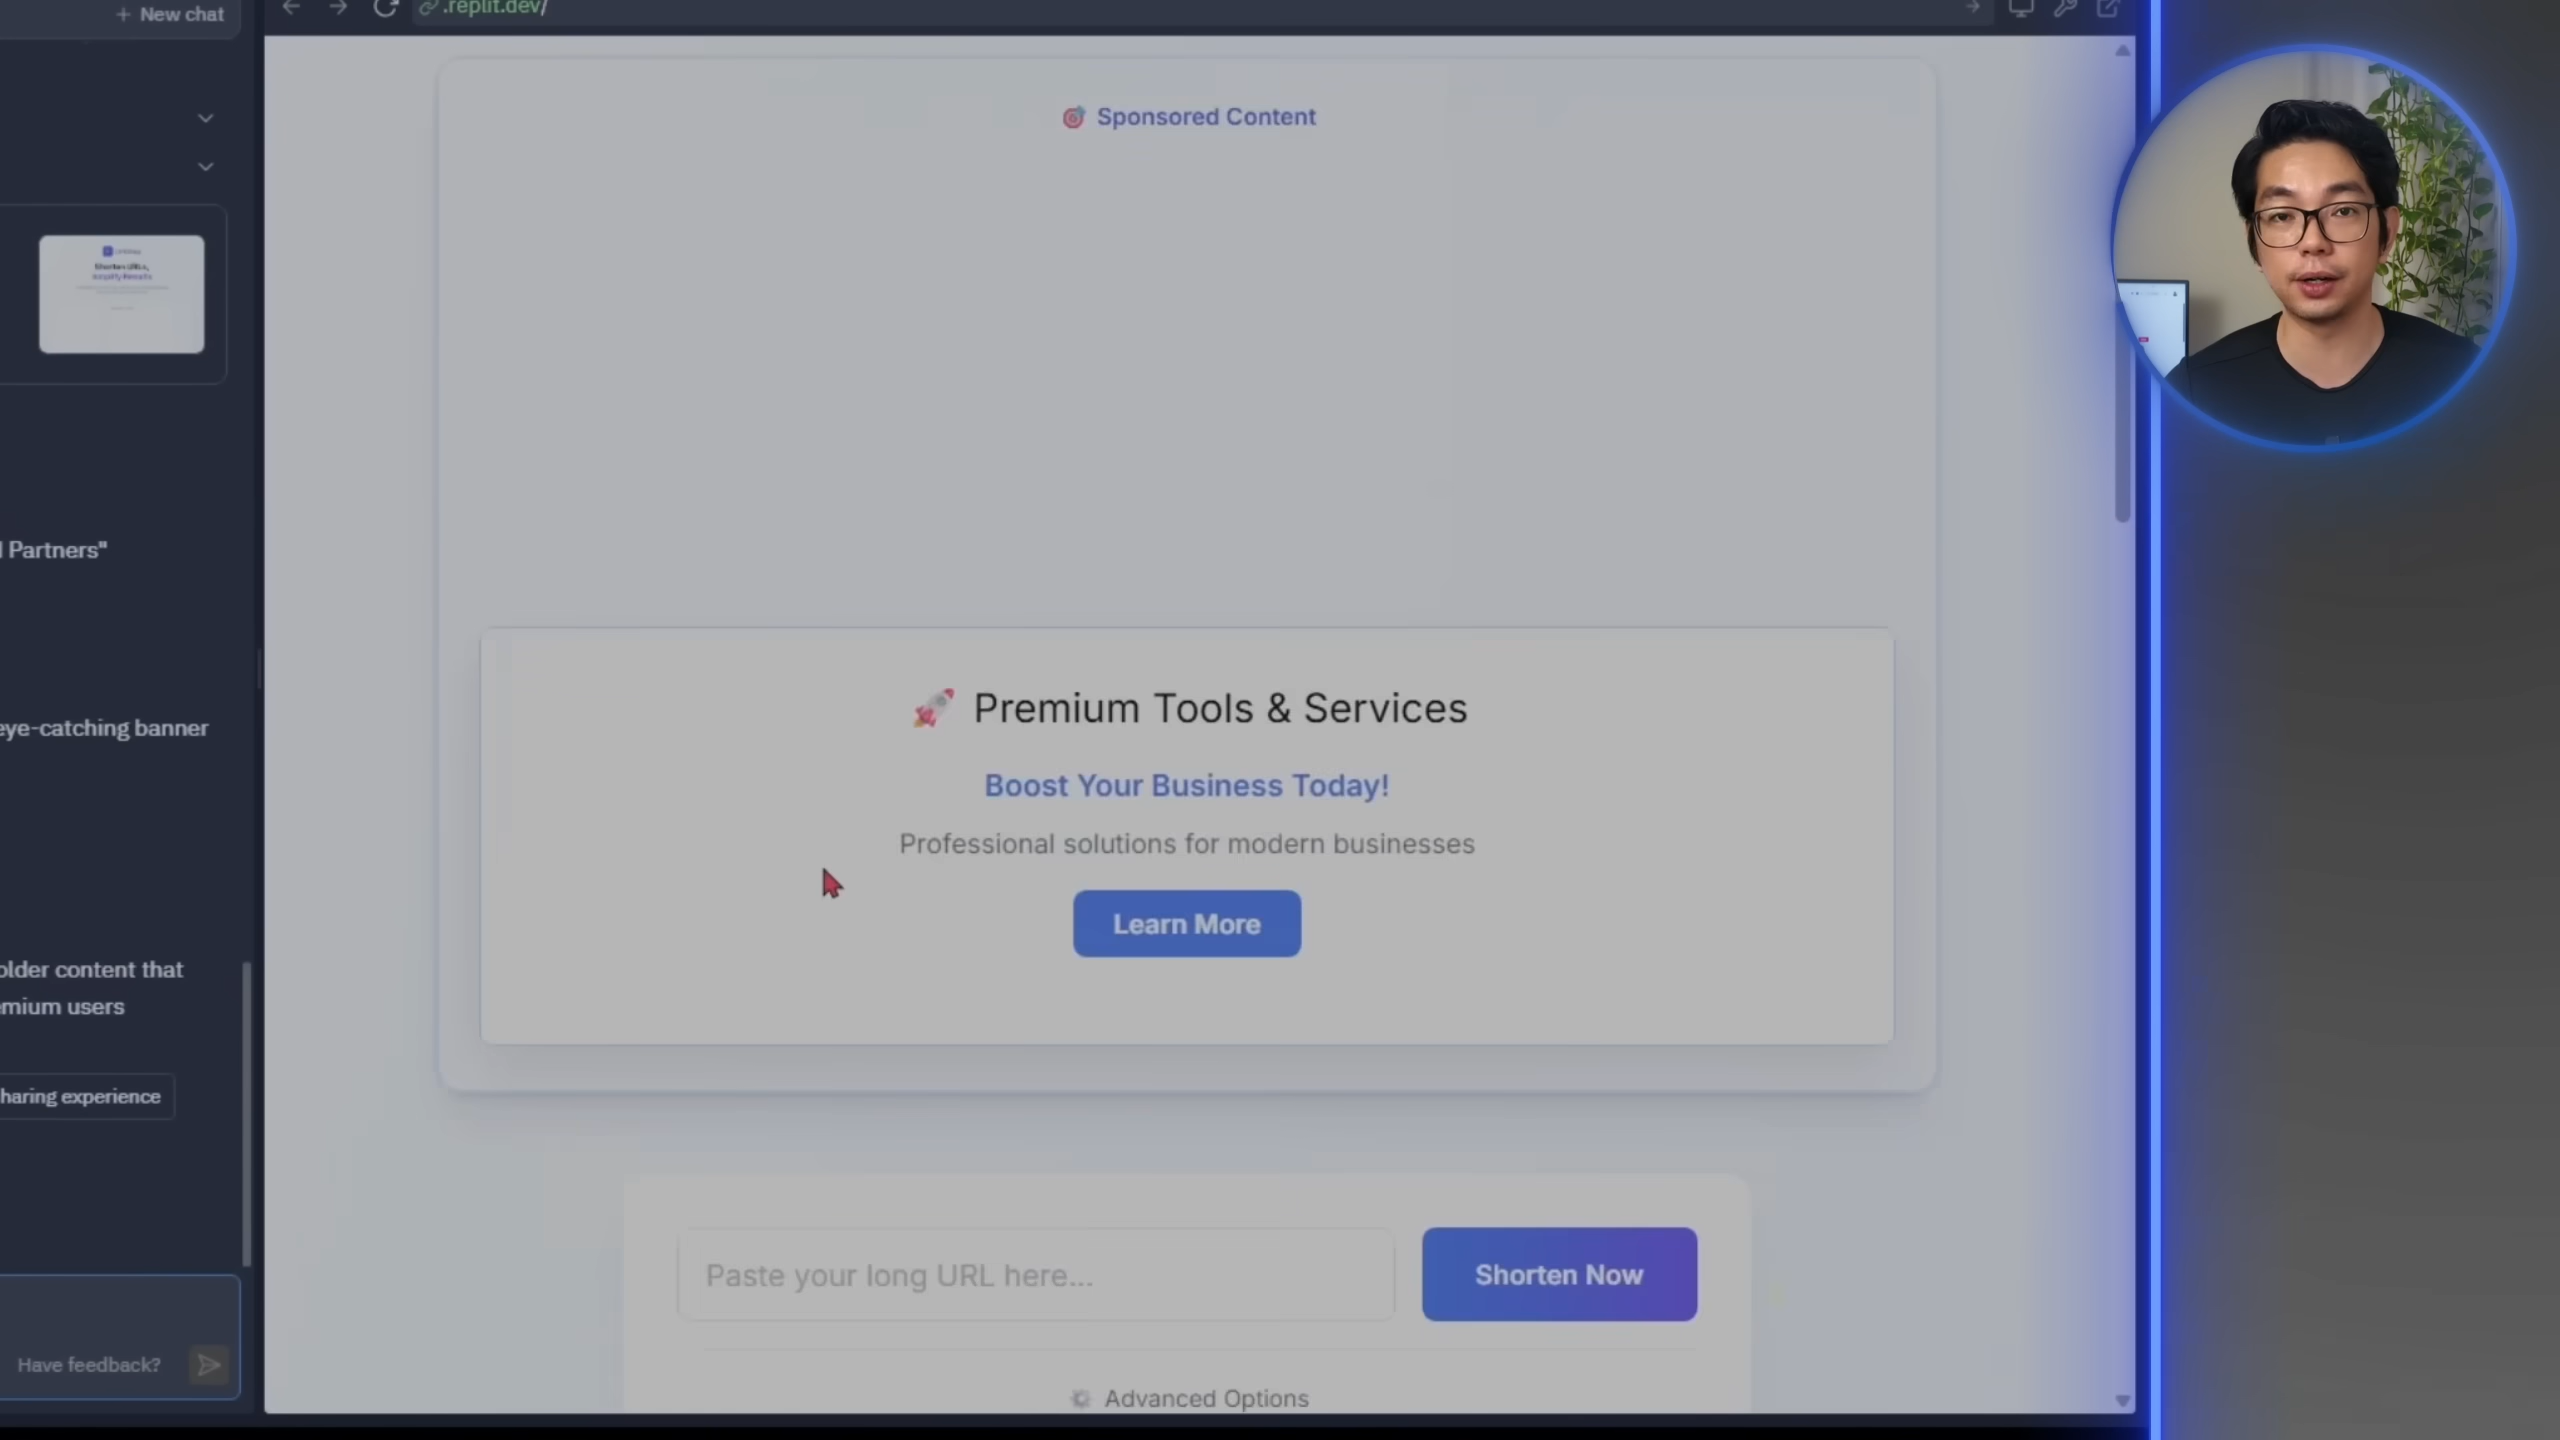 + New chat
.replit.dev/
Partners"
eye-catching banner
older content that
emium users
haring experience
Have feedback?
Sponsored Content
Premium Tools & Services
Boost Your Business Today!
Professional solutions for modern businesses
Learn More
Paste your long URL here...
Shorten Now
Advanced Options